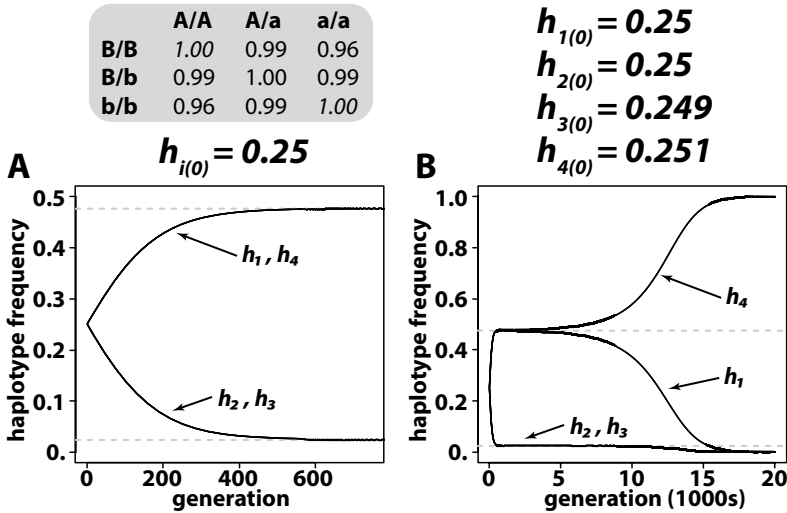 A/A A/a a/a
B/B 1.00 0.99 0.96
B/b 0.99 1.00 0.99
b/b 0.96 0.99 1.00
h1(0) = 0.25
h2(0) = 0.25
h3(0) = 0.249
h4(0) = 0.251
A
hi(0) = 0.25
haplotype frequency
0.5
0.4
0.3
0.2
0.1
0.
h1 , h4
h2 , h3
0 200 400 600
generation
B
haplotype frequency
1.0
0.8
0.6
0.4
0.2
0.
h4
h1
h2 , h3
0 5 10 15 20
generation (1000s)